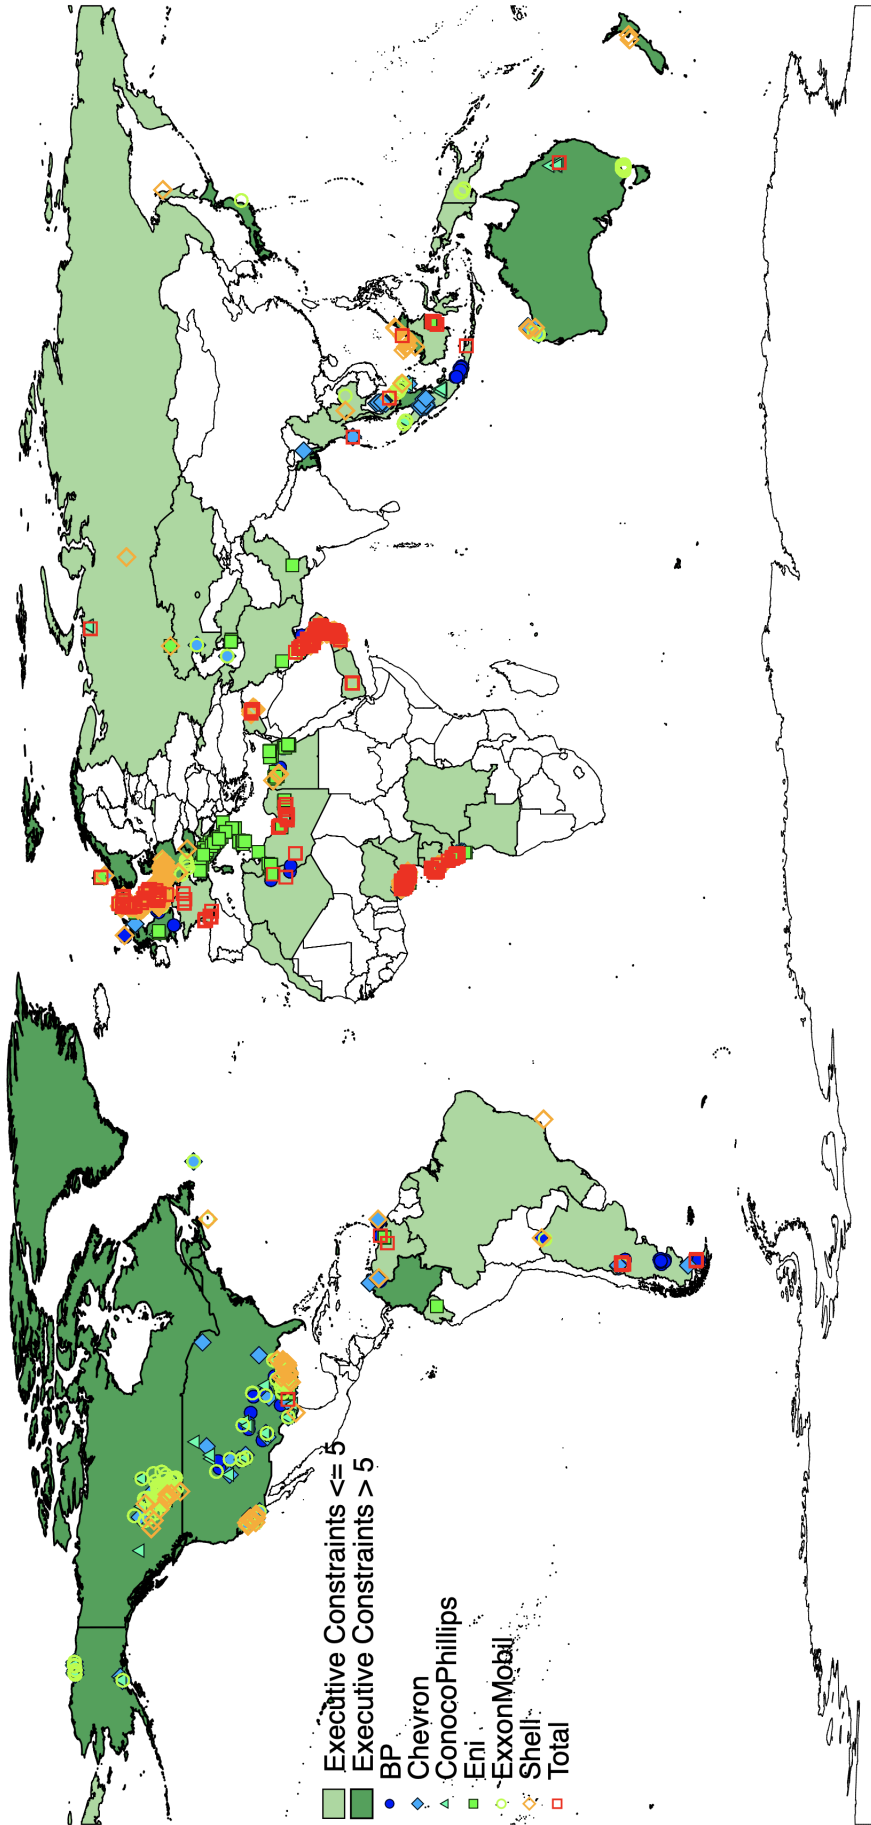 Executive Constraints <= 5
Executive Constraints > 5
BP
Chevron
ConocoPhillips
Eni
ExxonMobil
Shell
Total